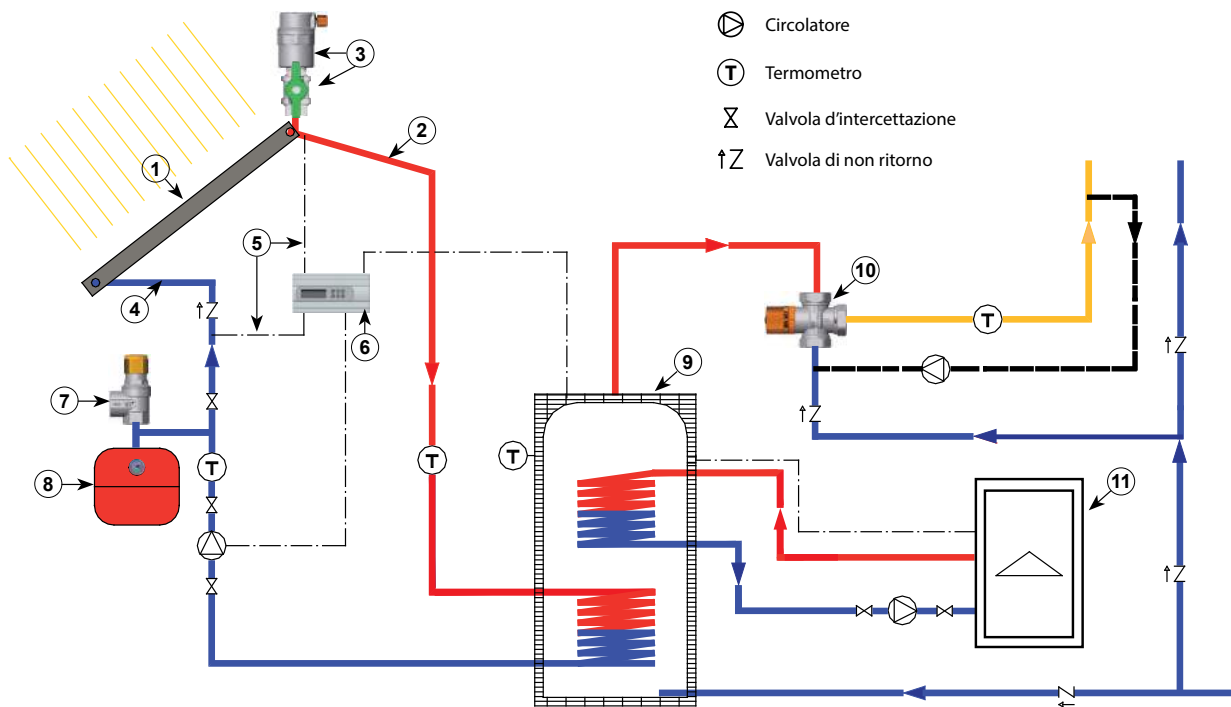 Circolatore
T Termometro
Valvola d'intercettazione
Valvola di non ritorno
3
2
1
5
4
6
10
T
9
7
T
T
T
8
11